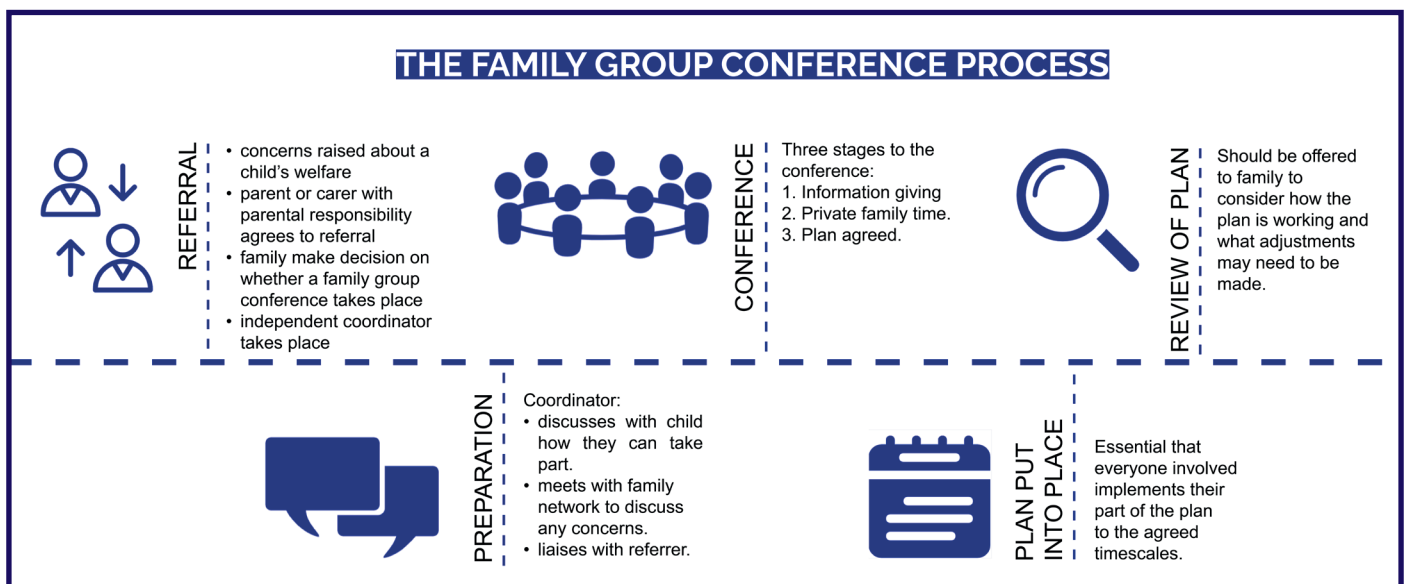 THE FAMILY GROUP CONFERENCE PROCESS
REFERRAL
• concerns raised about a
child's welfare
• parent or carer with
parental responsibility
agrees to referral
• family make decision on
whether a family group
conference takes place
• independent coordinator
takes place
PREPARATION
Coordinator:
• discusses with child
how they can take
part.
• meets with family
network to discuss
any concerns.
• liaises with referrer.
CONFERENCE
Three stages to the
conference:
1. Information giving
2. Private family time.
3. Plan agreed.
PLAN PUT
INTO PLACE
Essential that
everyone involved
implements their
part of the plan
to the agreed
timescales.
REVIEW OF PLAN
Should be offered
to family to
consider how the
plan is working and
what adjustments
may need to be
made.